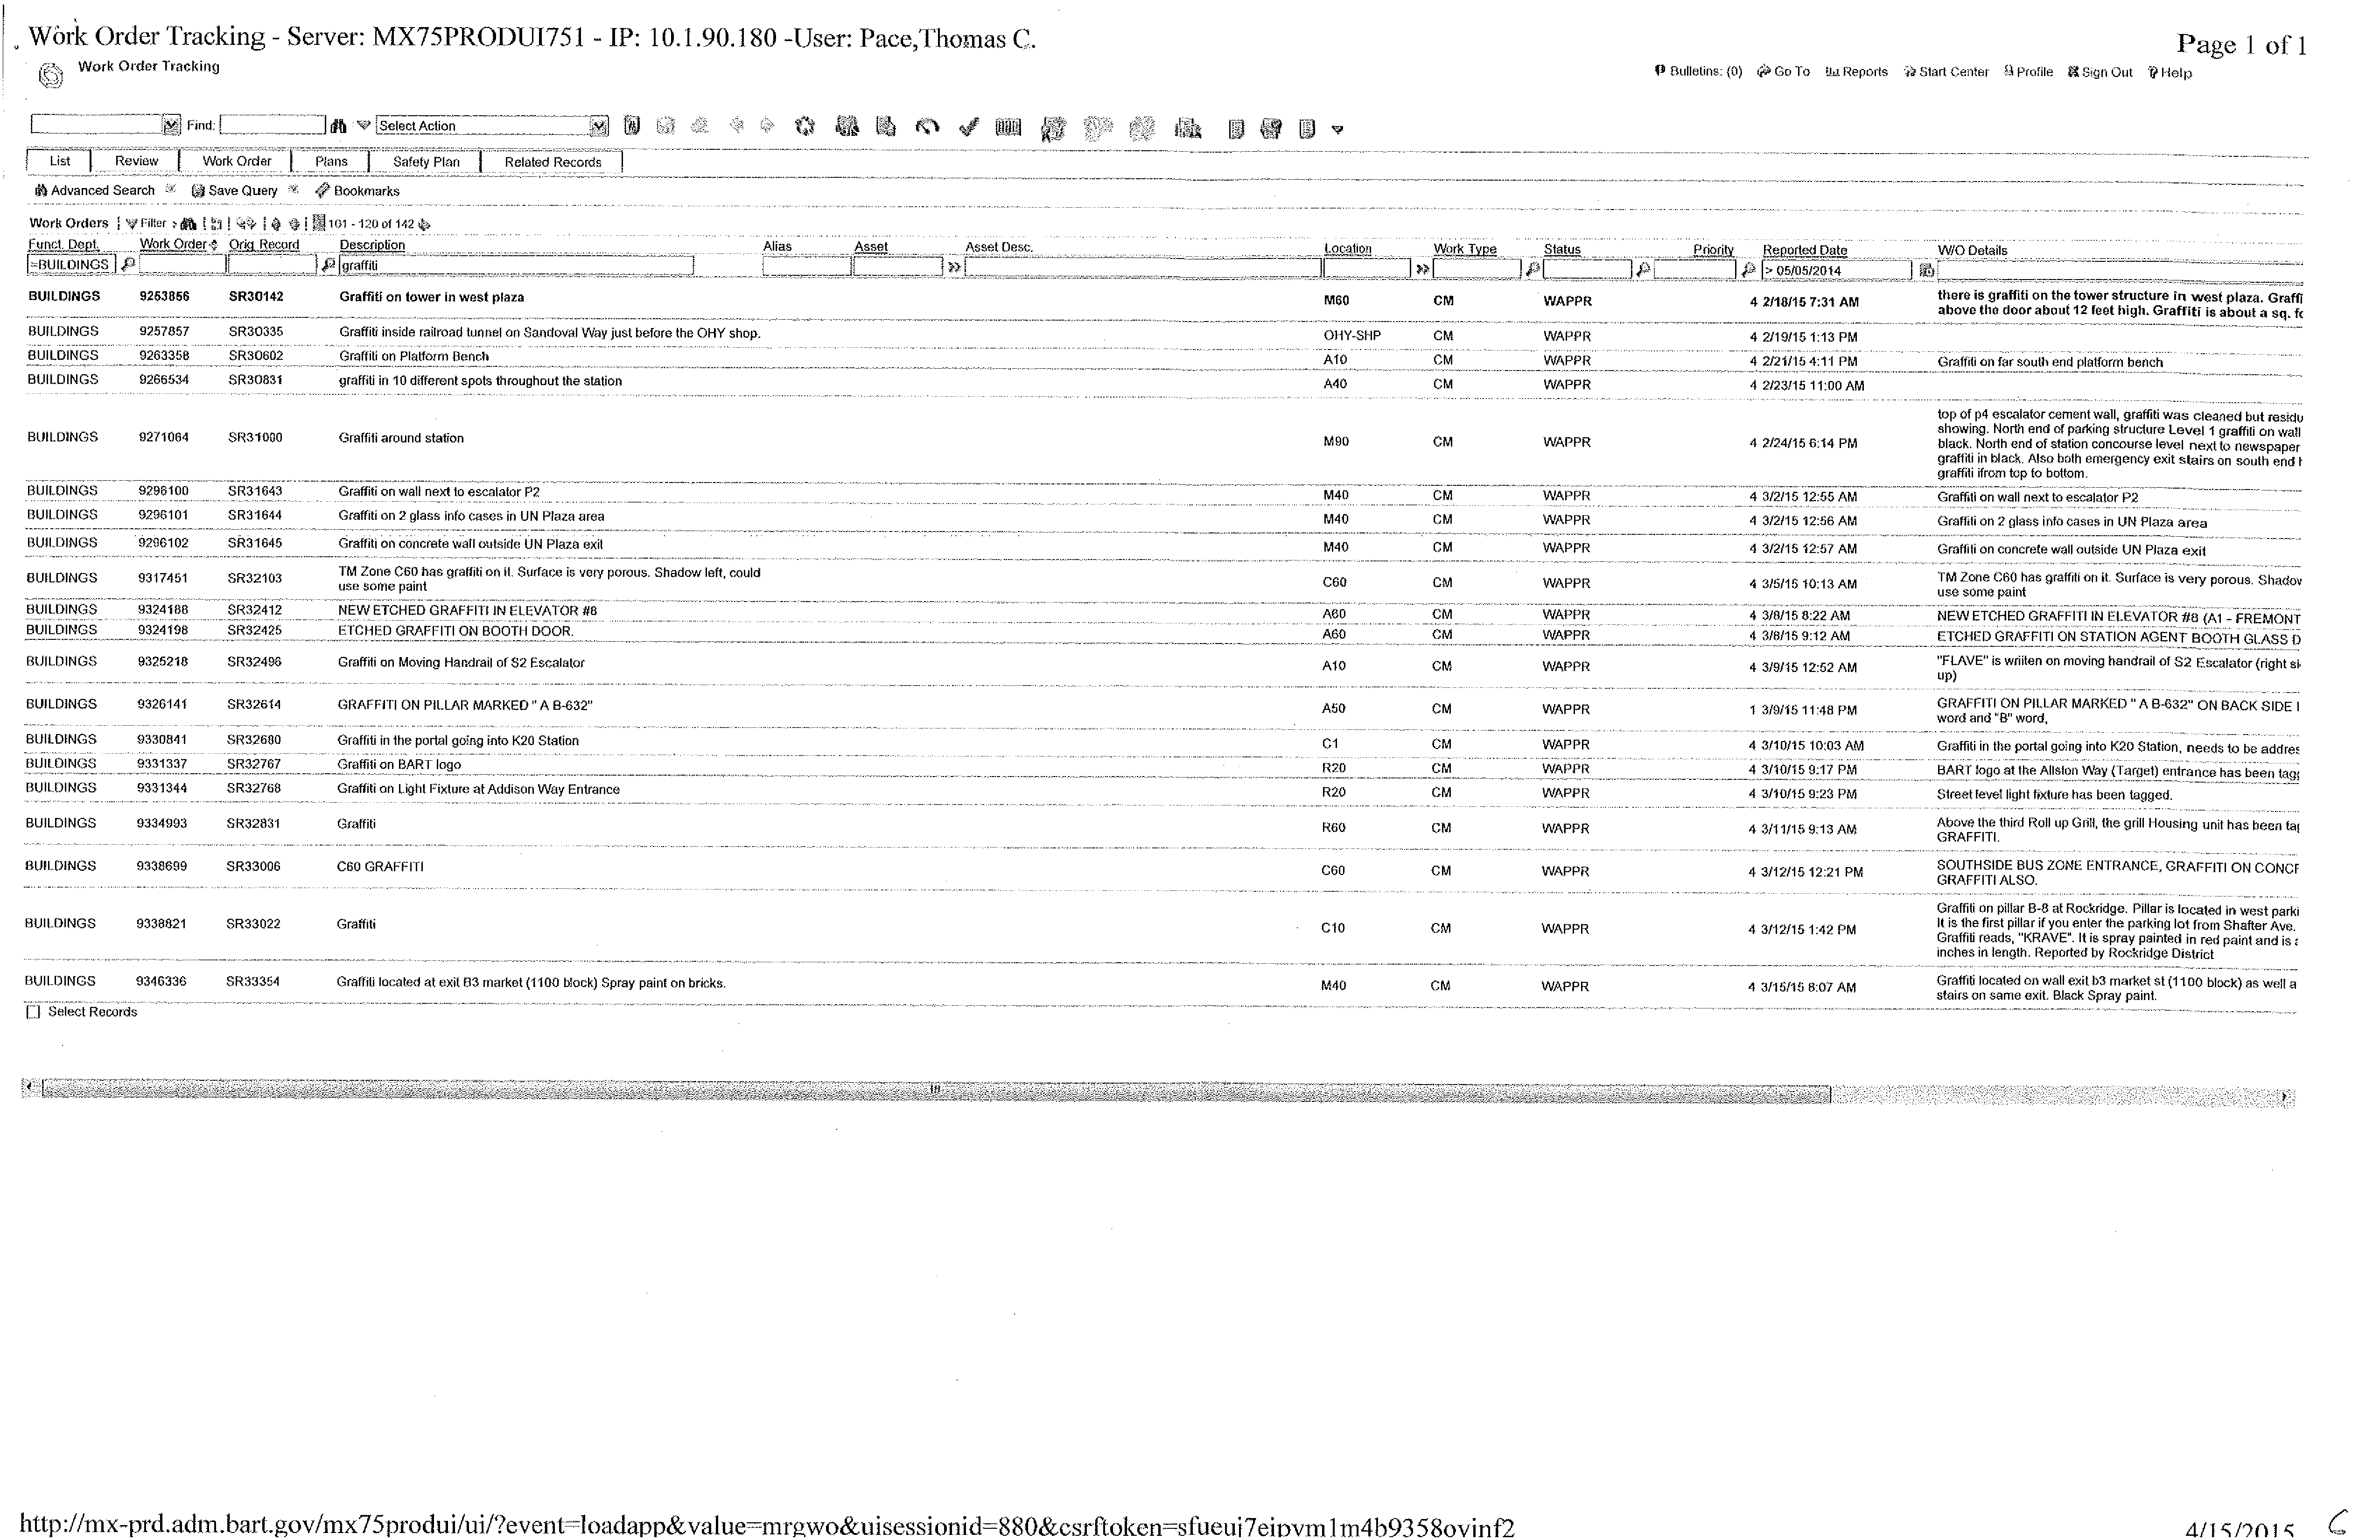 Work Order Tracking - Server: MX75PRODUI751 - IP: 10.1.90.180 -User: Pace,Thomas C.
Page 1 of 1
Work Order Tracking
Bulletins: (0) Go To Reports Start Center Profile Sign Out Help
Find: Select Action
List Review Work Order Plans Safety Plan Related Records
Advanced Search Save Query Bookmarks
Work Orders Filter 101 - 120 of 142
Funct. Dept. Work Order Orig Record Description Alias Asset Asset Desc. Location Work Type Status Priority Reported Date W/O Details
=BUILDINGS graffiti > 05/05/2014
BUILDINGS 9253856 SR30142 Graffiti on tower in west plaza M60 CM WAPPR 4 2/18/15 7:31 AM there is graffiti on the tower structure in west plaza. Graffi
above the door about 12 feet high. Graffiti is about a sq. fo
BUILDINGS 9257857 SR30335 Graffiti inside railroad tunnel on Sandoval Way just before the OHY shop. OHY-SHP CM WAPPR 4 2/19/15 1:13 PM
BUILDINGS 9263358 SR30602 Graffiti on Platform Bench A10 CM WAPPR 4 2/21/15 4:11 PM Graffiti on far south end platform bench
BUILDINGS 9266534 SR30831 graffiti in 10 different spots throughout the station A40 CM WAPPR 4 2/23/15 11:00 AM
BUILDINGS 9271064 SR31000 Graffiti around station M90 CM WAPPR 4 2/24/15 6:14 PM top of p4 escalator cement wall, graffiti was cleaned but residu
showing. North end of parking structure Level 1 graffiti on wall
black. North end of station concourse level next to newspaper
graffiti in black. Also both emergency exit stairs on south end
graffiti ifrom top to bottom.
BUILDINGS 9296100 SR31643 Graffiti on wall next to escalator P2 M40 CM WAPPR 4 3/2/15 12:55 AM Graffiti on wall next to escalator P2
BUILDINGS 9296101 SR31644 Graffiti on 2 glass info cases in UN Plaza area M40 CM WAPPR 4 3/2/15 12:56 AM Graffiti on 2 glass info cases in UN Plaza area
BUILDINGS 9296102 SR31645 Graffiti on concrete wall outside UN Plaza exit M40 CM WAPPR 4 3/2/15 12:57 AM Graffiti on concrete wall outside UN Plaza exit
BUILDINGS 9317451 SR32103 TM Zone C60 has graffiti on it. Surface is very porous. Shadow left, could
use some paint C60 CM WAPPR 4 3/5/15 10:13 AM TM Zone C60 has graffiti on it. Surface is very porous. Shadov
use some paint
BUILDINGS 9324188 SR32412 NEW ETCHED GRAFFITI IN ELEVATOR #8 A60 CM WAPPR 4 3/8/15 8:22 AM NEW ETCHED GRAFFITI IN ELEVATOR #8 (A1 - FREMONT
BUILDINGS 9324198 SR32425 ETCHED GRAFFITI ON BOOTH DOOR. A60 CM WAPPR 4 3/8/15 9:12 AM ETCHED GRAFFITI ON STATION AGENT BOOTH GLASS D
BUILDINGS 9325218 SR32496 Graffiti on Moving Handrail of S2 Escalator A10 CM WAPPR 4 3/9/15 12:52 AM "FLAVE" is wriiten on moving handrail of S2 Escalator (right si
up)
BUILDINGS 9326141 SR32614 GRAFFITI ON PILLAR MARKED " A B-632" A50 CM WAPPR 1 3/9/15 11:48 PM GRAFFITI ON PILLAR MARKED " A B-632" ON BACK SIDE
word and "B" word,
BUILDINGS 9330841 SR32680 Graffiti in the portal going into K20 Station C1 CM WAPPR 4 3/10/15 10:03 AM Graffiti in the portal going into K20 Station, needs to be addres
BUILDINGS 9331337 SR32767 Graffiti on BART logo R20 CM WAPPR 4 3/10/15 9:17 PM BART logo at the Allston Way (Target) entrance has been tagg
BUILDINGS 9331344 SR32768 Graffiti on Light Fixture at Addison Way Entrance R20 CM WAPPR 4 3/10/15 9:23 PM Street level light fixture has been tagged.
BUILDINGS 9334993 SR32831 Graffiti R60 CM WAPPR 4 3/11/15 9:13 AM Above the third Roll up Grill, the grill Housing unit has been tag
GRAFFITI.
BUILDINGS 9338699 SR33006 C60 GRAFFITI C60 CM WAPPR 4 3/12/15 12:21 PM SOUTHSIDE BUS ZONE ENTRANCE, GRAFFITI ON CONCF
GRAFFITI ALSO.
BUILDINGS 9338821 SR33022 Graffiti C10 CM WAPPR 4 3/12/15 1:42 PM Graffiti on pillar B-8 at Rockridge. Pillar is located in west parki
It is the first pillar if you enter the parking lot from Shafter Ave.
Graffiti reads, "KRAVE". It is spray painted in red paint and is
inches in length. Reported by Rockridge District
BUILDINGS 9346336 SR33354 Graffiti located at exit B3 market (1100 block) Spray paint on bricks. M40 CM WAPPR 4 3/15/15 8:07 AM Graffiti located on wall exit b3 market st (1100 block) as well a
stairs on same exit. Black Spray paint.
Select Records
http://mx-prd.adm.bart.gov/mx75produi/ui/?event=loadapp&value=mrgwo&uisessionid=880&csrftoken=sfueui7eipvm1m4b9358ovinf2
4/15/2015 6